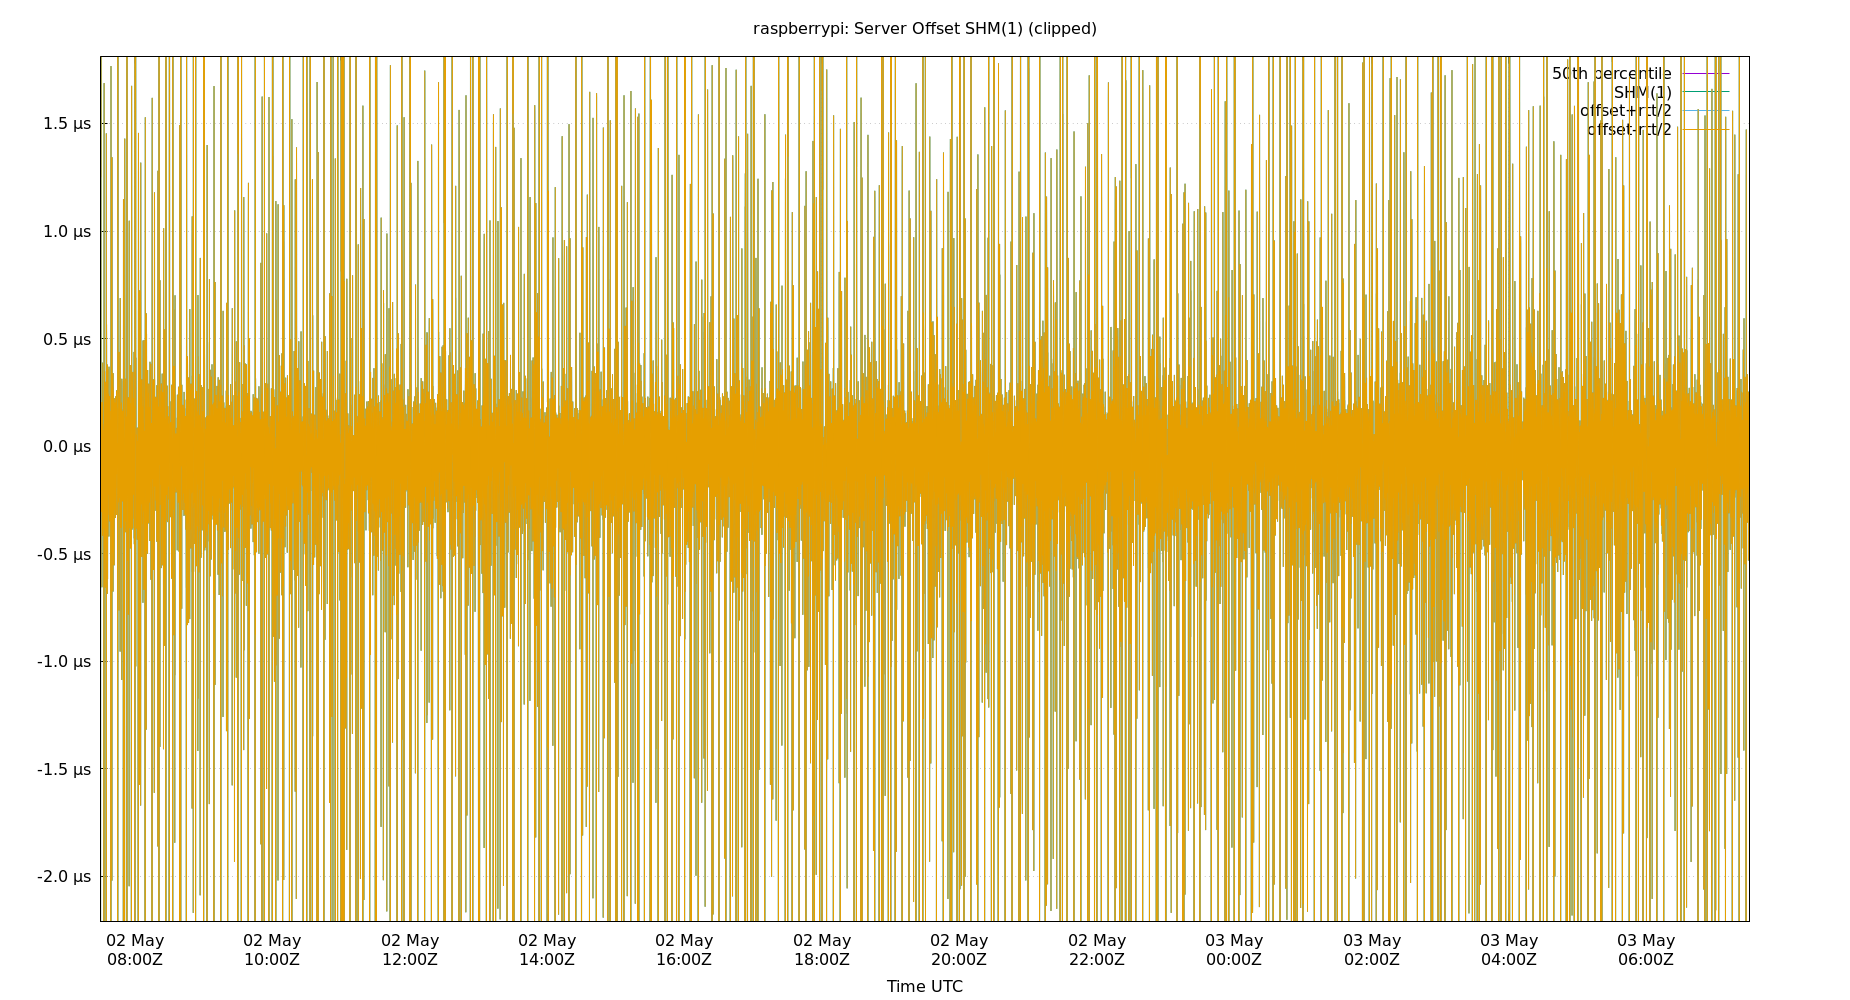 raspberrypi: Server Offset SHM(1) (clipped)
50th percentile
SHM(1)
offset+rtt/2
offset-rtt/2
1.5 µs
1.0 µs
0.5 µs
0.0 µs
-0.5 µs
-1.0 µs
-1.5 µs
-2.0 µs
02 May 02 May 02 May 02 May 02 May 02 May 02 May 02 May 03 May 03 May 03 May 03 May
08:00Z 10:00Z 12:00Z 14:00Z 16:00Z 18:00Z 20:00Z 22:00Z 00:00Z 02:00Z 04:00Z 06:00Z
Time UTC